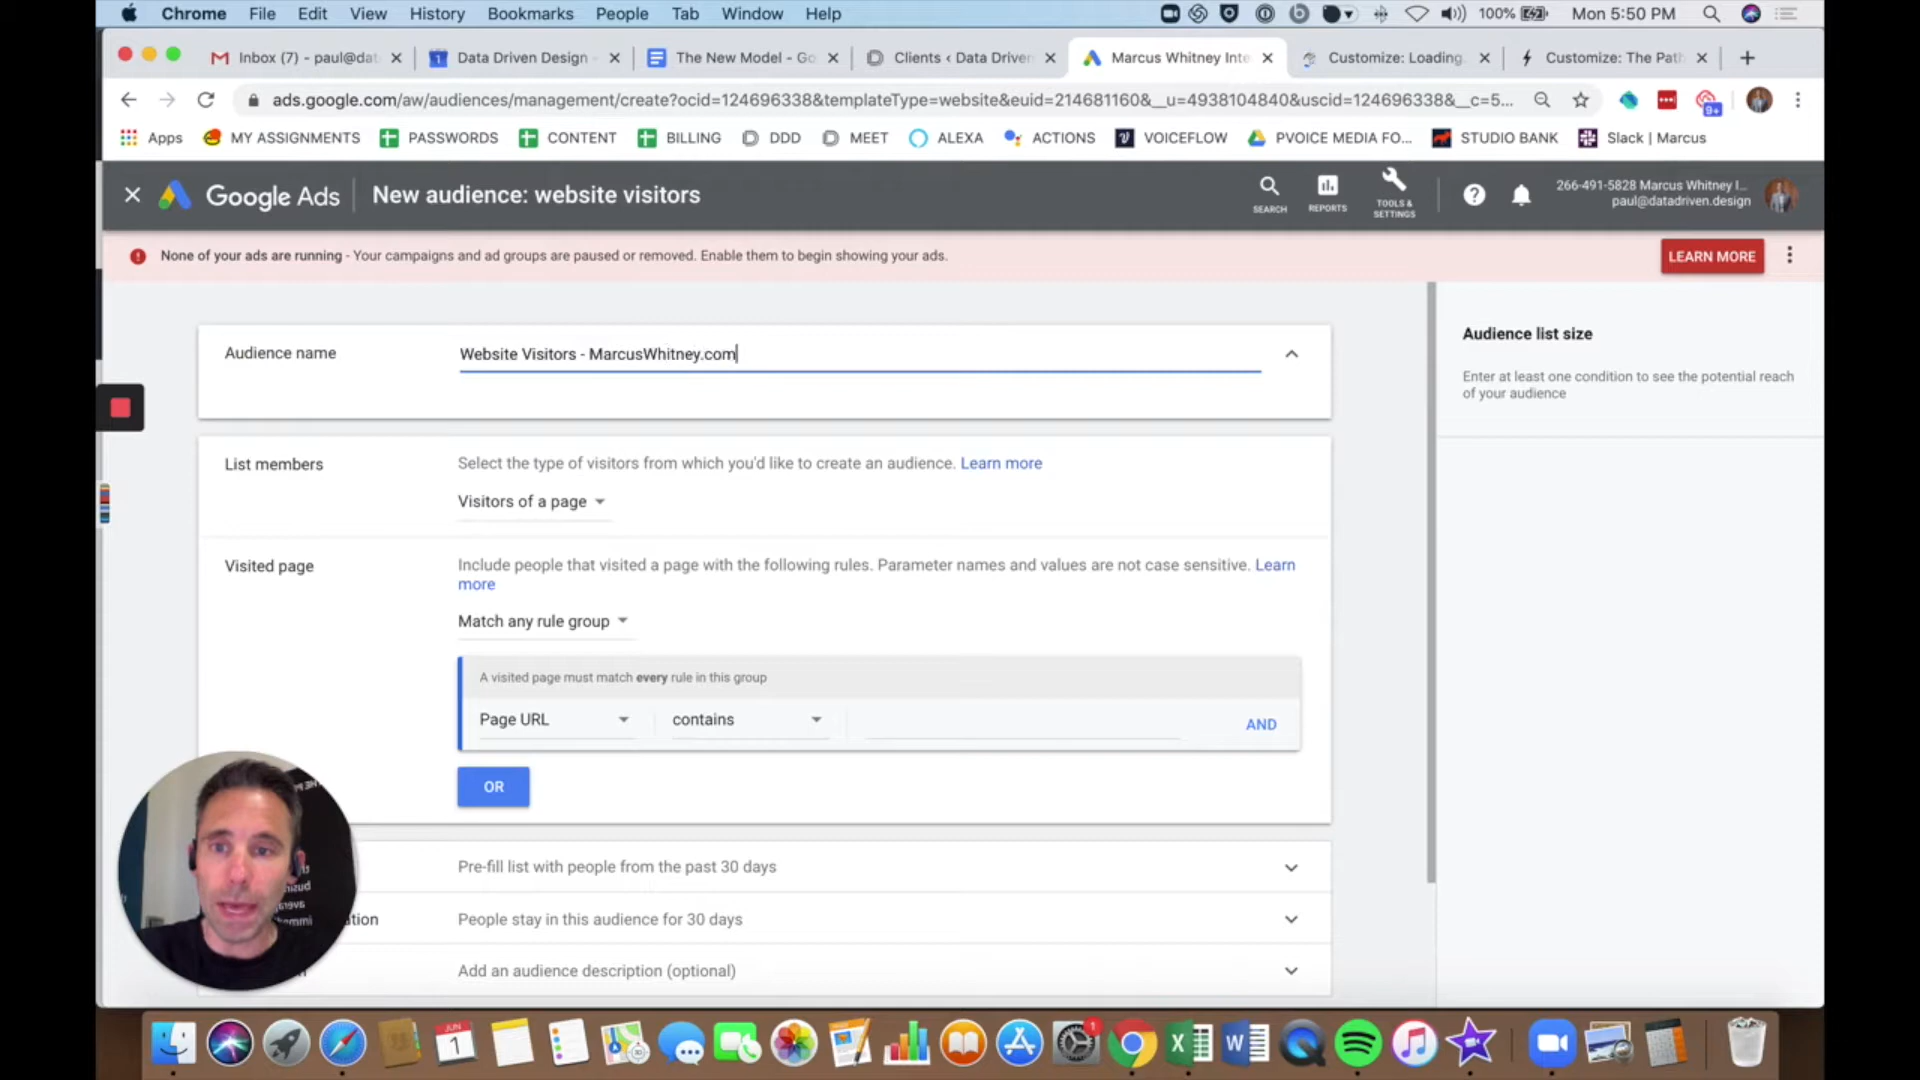 Chrome File Edit View History Bookmarks People Tab Window Help 100% Mon 5:50 PM
Inbox (7) - paul@dat Data Driven Design - The New Model - Go Clients ‹ Data Driven Marcus Whitney Inte Customize: Loading Customize: The Path
ads.google.com/aw/audiences/management/create?ocid=124696338&templateType=website&euid=214681160&__u=4938104840&uscid=124696338&__c=5... 9+
Apps MY ASSIGNMENTS PASSWORDS CONTENT BILLING DDD MEET ALEXA ACTIONS VOICEFLOW PVOICE MEDIA FO... STUDIO BANK Slack | Marcus
Google Ads New audience: website visitors SEARCH REPORTS TOOLS & SETTINGS
266-491-5828 Marcus Whitney I...
paul@datadriven.design
None of your ads are running - Your campaigns and ad groups are paused or removed. Enable them to begin showing your ads. LEARN MORE
Audience name Website Visitors - MarcusWhitney.com
Audience list size
Enter at least one condition to see the potential reach
of your audience
List members Select the type of visitors from which you'd like to create an audience. Learn more
Visitors of a page
Visited page Include people that visited a page with the following rules. Parameter names and values are not case sensitive. Learn
more
Match any rule group
A visited page must match every rule in this group
Page URL contains AND
OR
Pre-fill list with people from the past 30 days
People stay in this audience for 30 days
Add an audience description (optional)
JUN
1
1